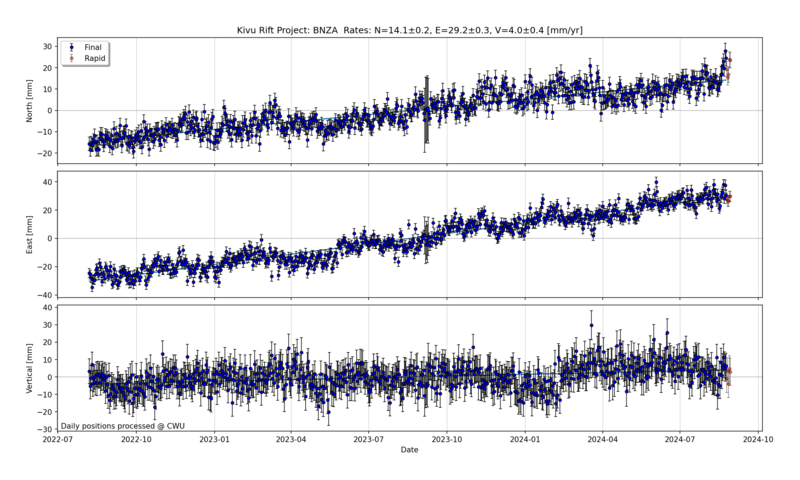 Kivu Rift Project: BNZA Rates: N=14.1±0.2, E=29.2±0.3, V=4.0±0.4 [mm/yr]
Final
Rapid
North [mm]
30
20
10
0
−10
−20
East [mm]
40
20
0
−20
−40
Vertical [mm]
40
30
20
10
0
−10
−20
−30
Daily positions processed @ CWU
2022-07 2022-10 2023-01 2023-04 2023-07 2023-10 2024-01 2024-04 2024-07 2024-10
Date